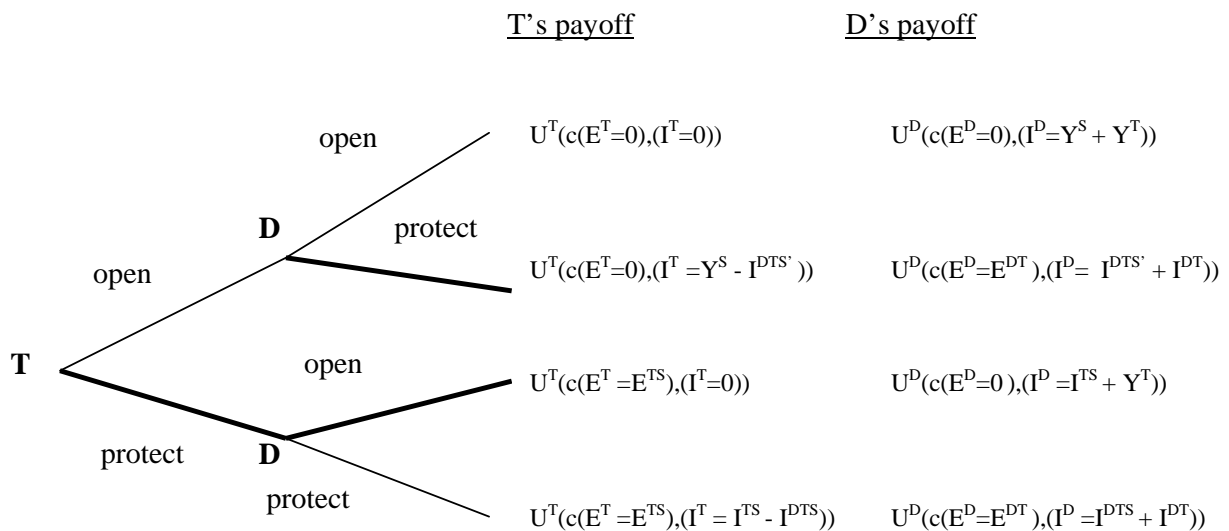 T’s payoff D’s payoff
open U^T(c(E^T=0),(I^T=0)) U^D(c(E^D=0),(I^D=Y^S + Y^T))
D protect
open U^T(c(E^T=0),(I^T =Y^S - I^DTS’ )) U^D(c(E^D=E^DT),(I^D= I^DTS’ + I^DT))
T open U^T(c(E^T =E^TS),(I^T=0)) U^D(c(E^D=0 ),(I^D =I^TS + Y^T))
protect D
protect U^T(c(E^T =E^TS),(I^T = I^TS - I^DTS)) U^D(c(E^D=E^DT),(I^D =I^DTS + I^DT))